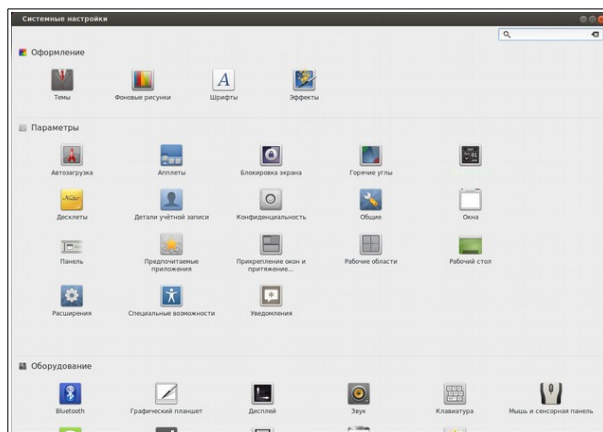 Системные настройки
Оформление
Темы
Фоновые рисунки
Шрифты
Эффекты
Параметры
Автозагрузка
Апплеты
Блокировка экрана
Горячие углы
Десклеты
Детали учётной записи
Конфиденциальность
Общие
Окна
Панель
Предпочитаемые
приложения
Прикрепление окон и
притяжение...
Рабочие области
Рабочий стол
Расширения
Специальные возможности
Уведомления
Оборудование
Bluetooth
Графический планшет
Дисплей
Звук
Клавиатура
Мышь и сенсорная панель